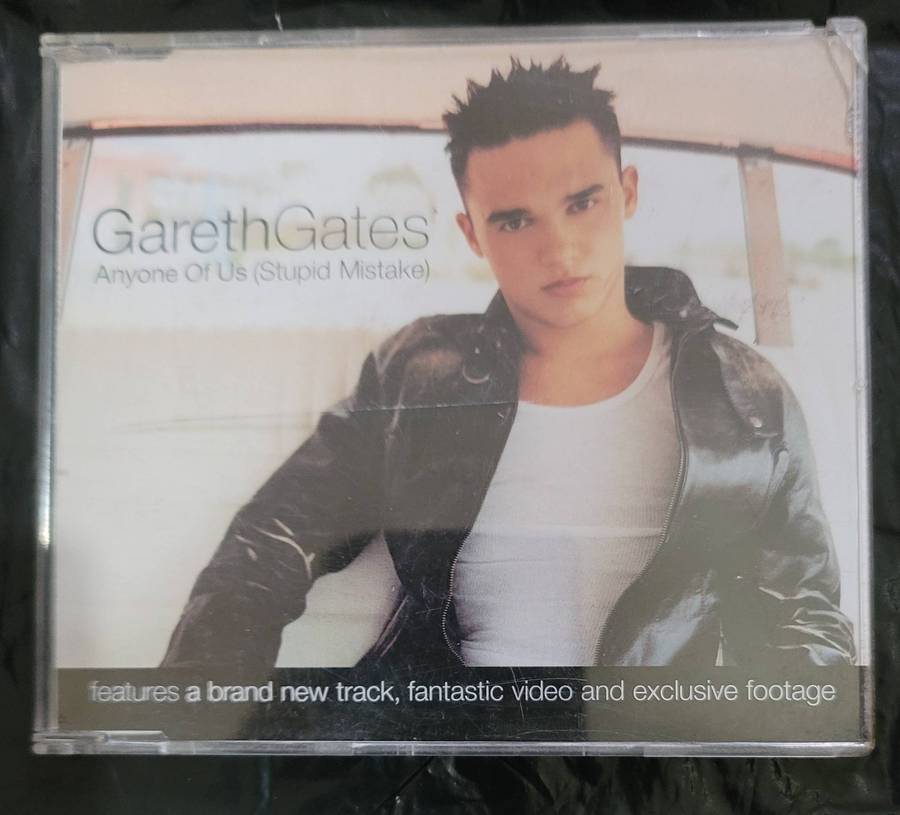 GarethGates
Anyone Of Us (Stupid Mistake)
features a brand new track, fantastic video and exclusive footage